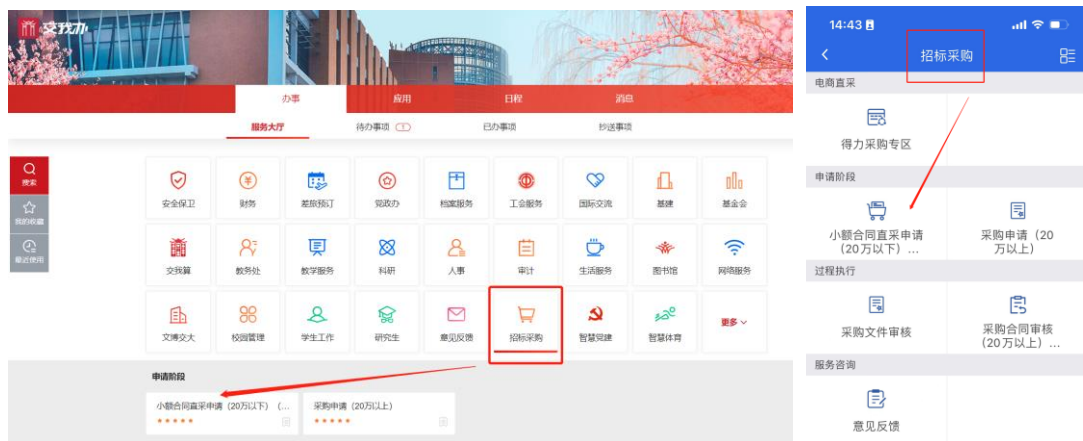 交我办
办事
应用
日程
消息
服务大厅
待办事项
已办事项
抄送事项
搜索
我的收藏
最近使用
安全保卫
财务
差旅预订
党政办
档案服务
工会服务
国际交流
基建
基金会
交我算
教务处
教学服务
科研
人事
审计
生活服务
图书馆
网络服务
文博交大
校园管理
学生工作
研究生
意见反馈
招标采购
智慧党建
智慧体育
更多
申请阶段
小额合同直采申请（20万以下）（...
采购申请（20万以上）
14:43
招标采购
电商直采
得力采购专区
申请阶段
小额合同直采申请
（20万以下）...
采购申请（20
万以上）
过程执行
采购文件审核
采购合同审核
（20万以上）...
服务咨询
意见反馈